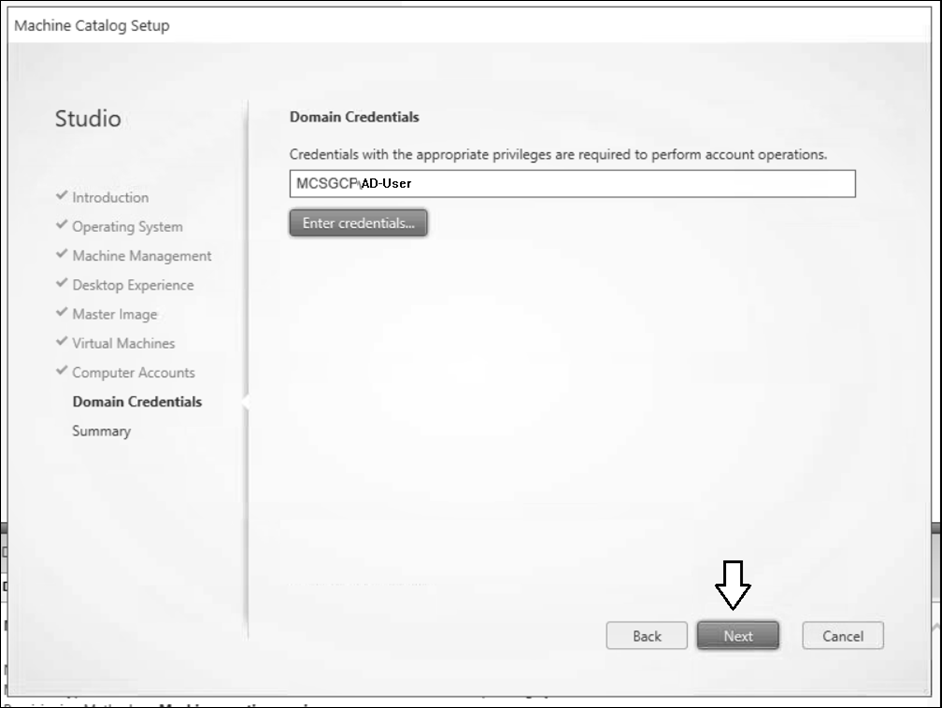 Machine Catalog Setup
Studio
Introduction
Operating System
Machine Management
Desktop Experience
Master Image
Virtual Machines
Computer Accounts
Domain Credentials
Summary
Domain Credentials
Credentials with the appropriate privileges are required to perform account operations.
MCSGCP\AD-User
Enter credentials...
Back
Next
Cancel